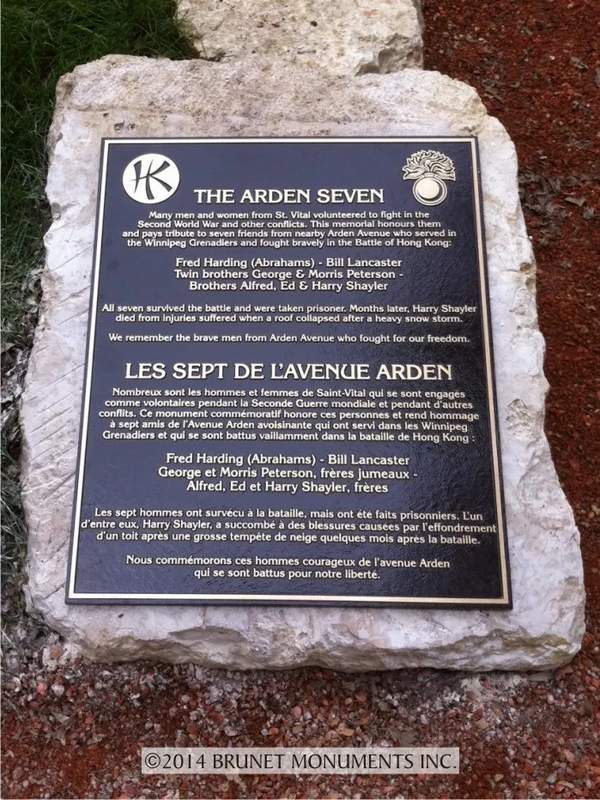 HK
THE ARDEN SEVEN
Many men and women from St. Vital volunteered to fight in the
Second World War and other conflicts. This memorial honours them
and pays tribute to seven friends from nearby Arden Avenue who served in
the Winnipeg Grenadiers and fought bravely in the Battle of Hong Kong:
Fred Harding (Abrahams) - Bill Lancaster
Twin brothers George & Morris Peterson -
Brothers Alfred, Ed & Harry Shayler
All seven survived the battle and were taken prisoner. Months later, Harry Shayler
died from injuries suffered when a roof collapsed after a heavy snow storm.
We remember the brave men from Arden Avenue who fought for our freedom.
LES SEPT DE L'AVENUE ARDEN
Nombreux sont les hommes et femmes de Saint-Vital qui se sont engagés
comme volontaires pendant la Seconde Guerre mondiale et pendant d'autres
conflits. Ce monument commémoratif honore ces personnes et rend hommage
à sept amis de l'Avenue Arden avoisinante qui ont servi dans les Winnipeg
Grenadiers et qui se sont battus vaillamment dans la bataille de Hong Kong :
Fred Harding (Abrahams) - Bill Lancaster
George et Morris Peterson, frères jumeaux -
Alfred, Ed et Harry Shayler, frères
Les sept hommes ont survécu à la bataille, mais ont été faits prisonniers. L'un
d'entre eux, Harry Shayler, a succombé à des blessures causées par l'effondrement
d'un toit après une grosse tempête de neige quelques mois après la bataille.
Nous commémorons ces hommes courageux de l'avenue Arden
qui se sont battus pour notre liberté.
©2014 BRUNET MONUMENTS INC.